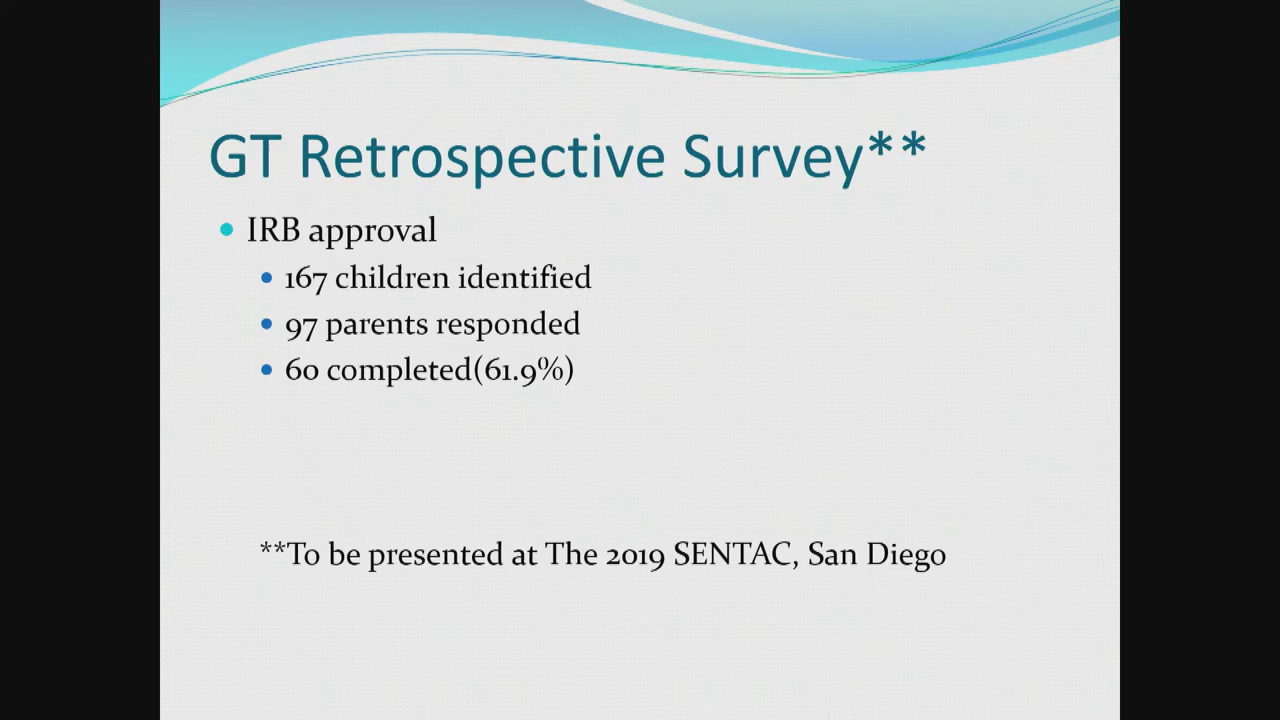 GT Retrospective Survey**
• IRB approval
• 167 children identified
• 97 parents responded
• 60 completed(61.9%)
**To be presented at The 2019 SENTAC, San Diego